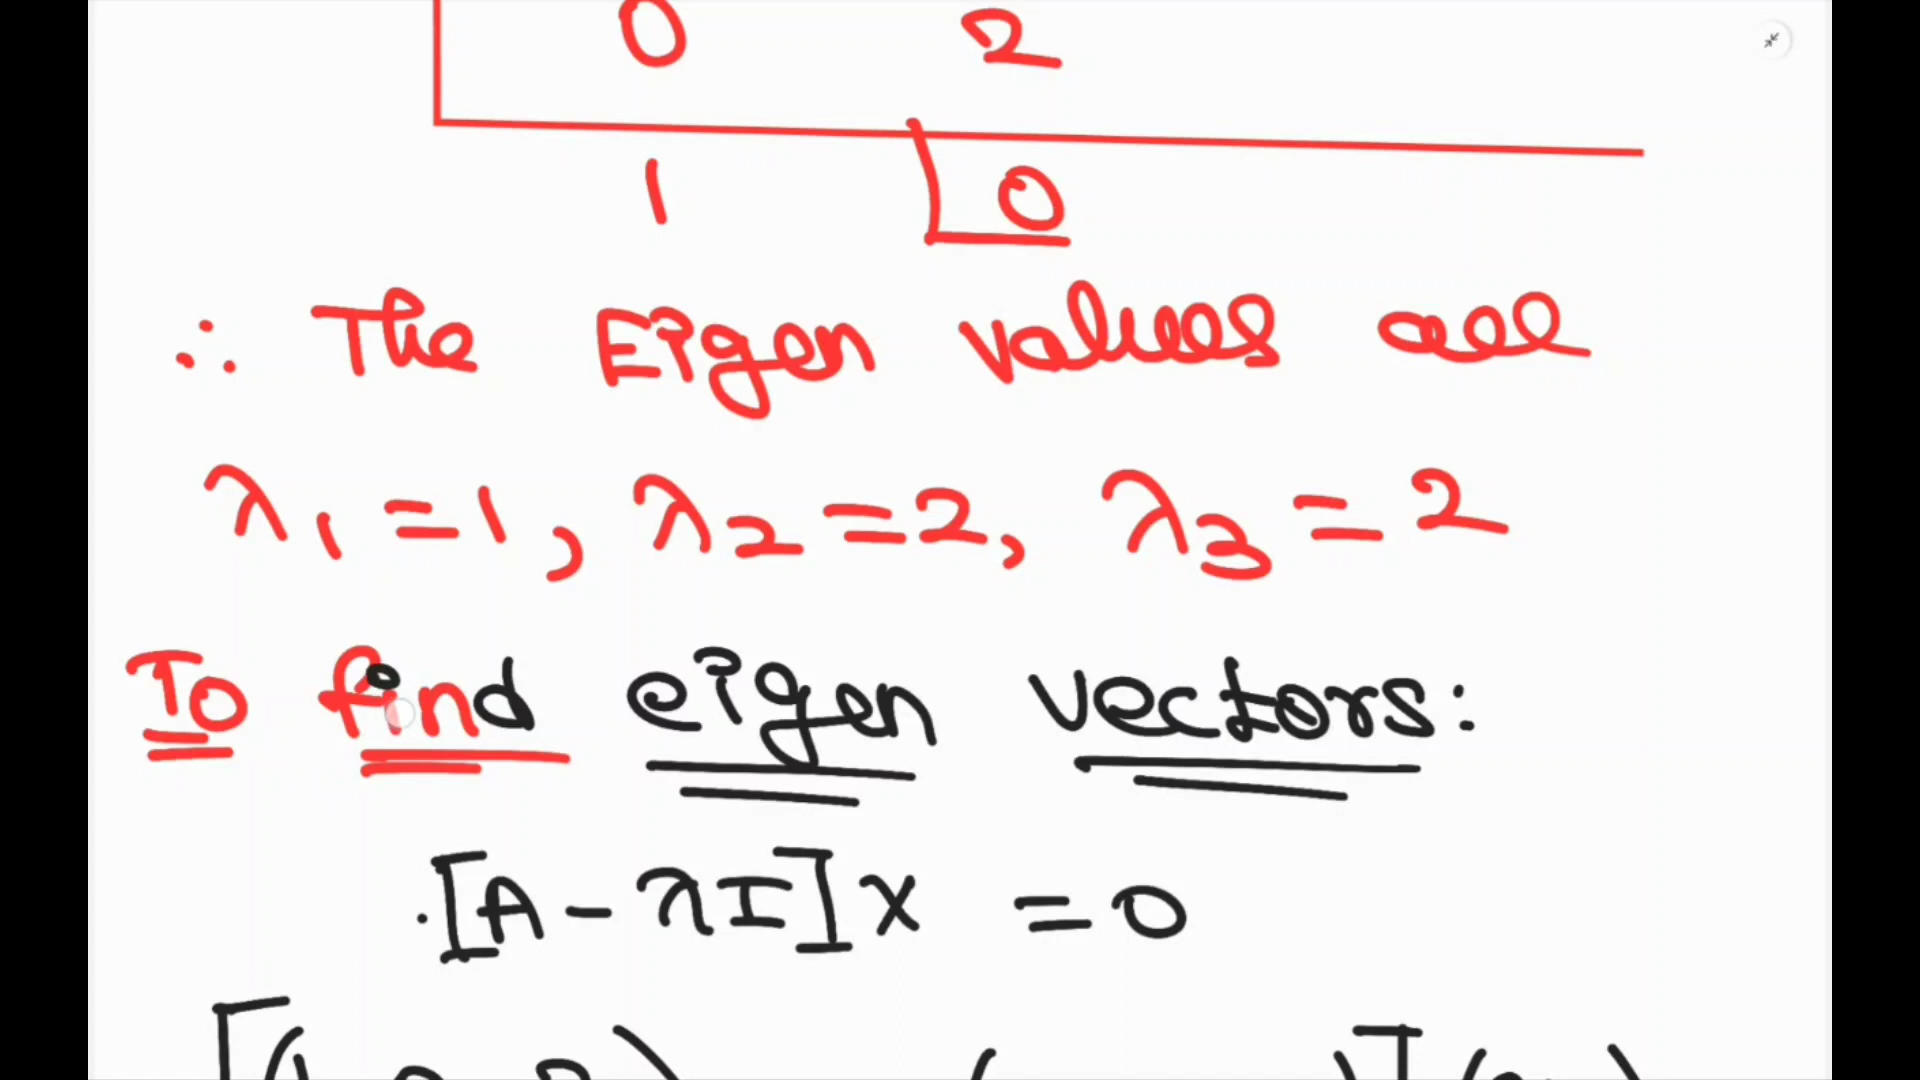 0 2
1 0
∴ The Eigen values are
λ₁ = 1, λ₂ = 2, λ₃ = 2
To find eigen vectors:
[A - λI] X = 0